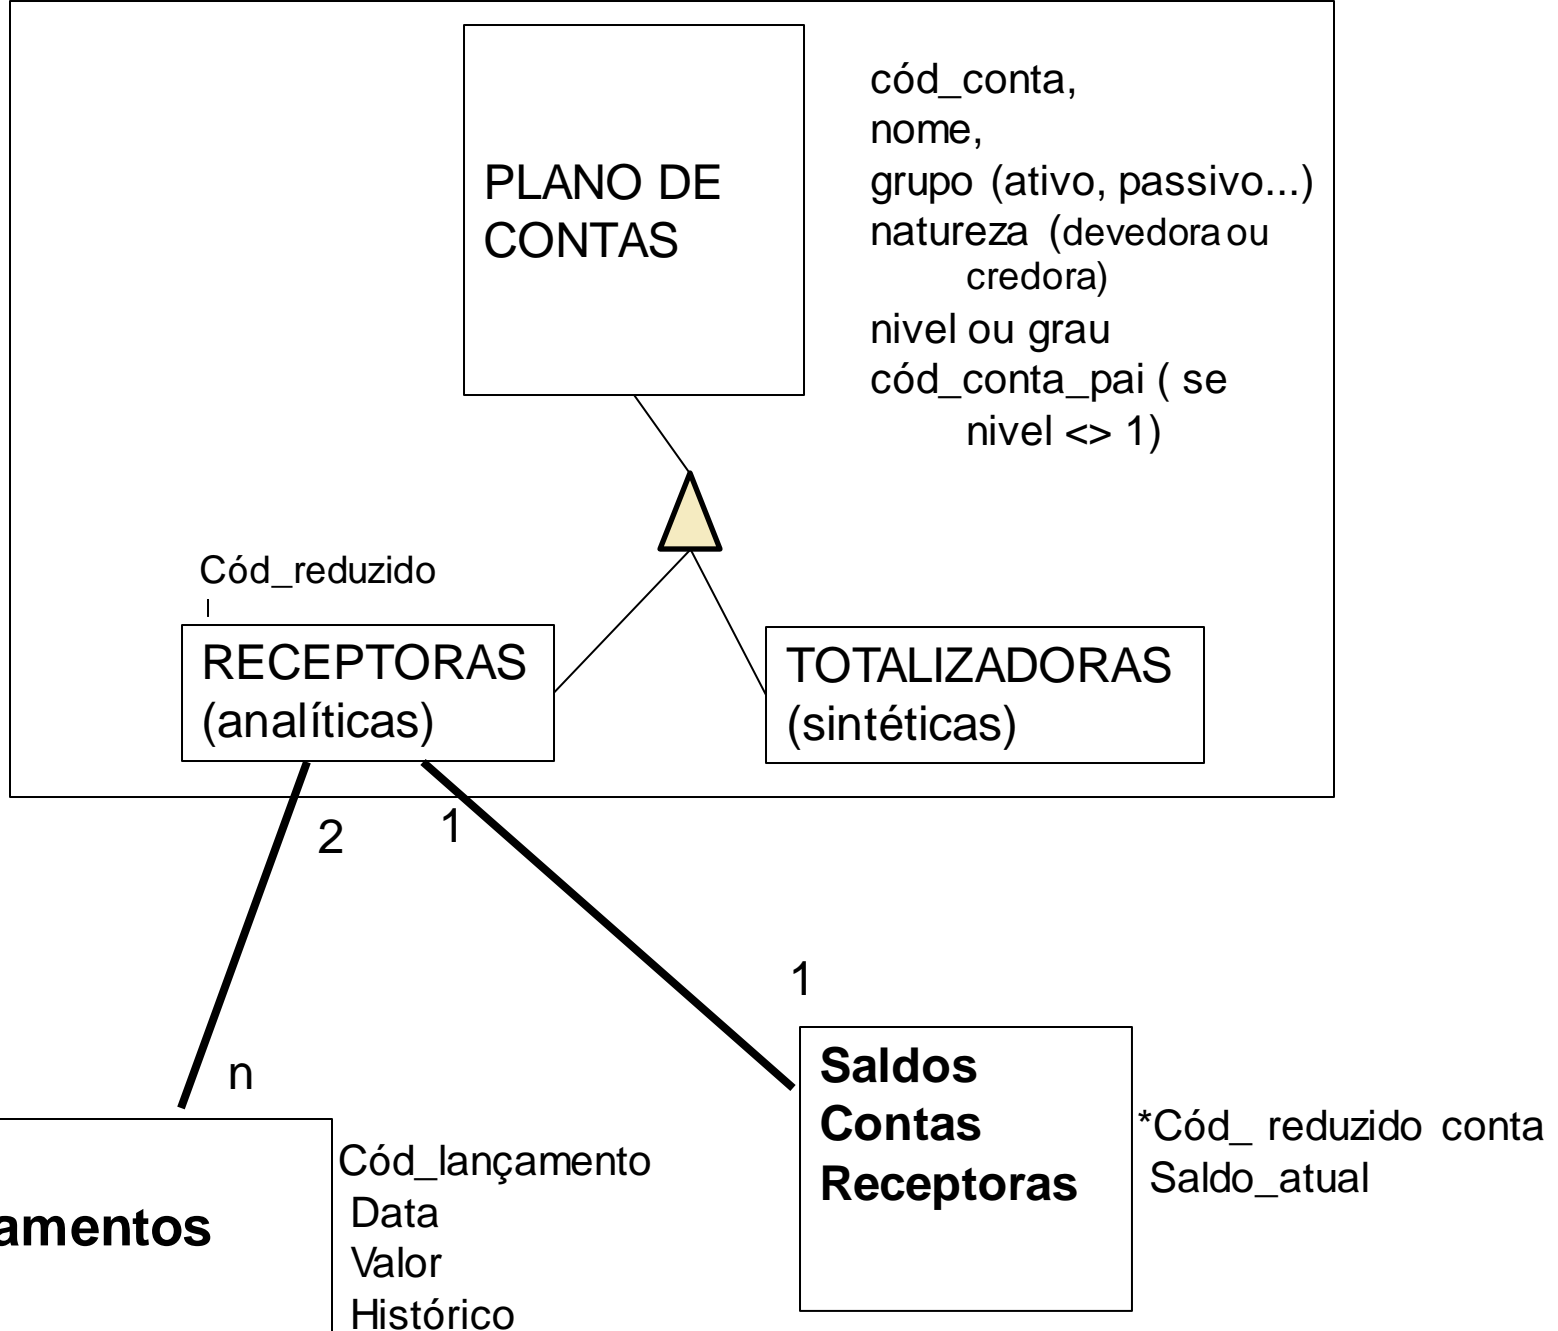 PLANO DE
CONTAS
cód_conta,
nome,
grupo (ativo, passivo...)
natureza (devedora ou
credora)
nivel ou grau
cód_conta_pai ( se
nivel <> 1)
Cód_reduzido
RECEPTORAS
(analíticas)
TOTALIZADORAS
(sintéticas)
2
1
n
1
amentos
Cód_lançamento
Data
Valor
Histórico
Saldos
Contas
Receptoras
*Cód_ reduzido conta
Saldo_atual